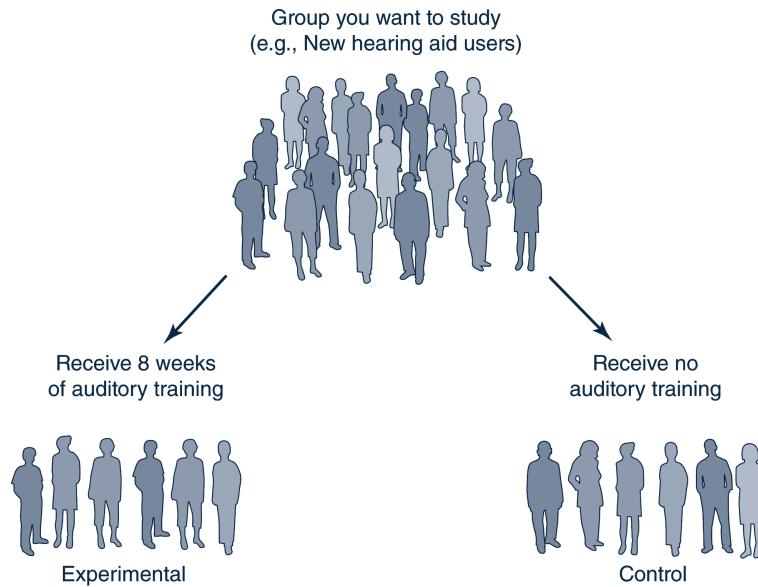 Group you want to study
(e.g., New hearing aid users)
Receive 8 weeks
of auditory training
Receive no
auditory training
Experimental
Control